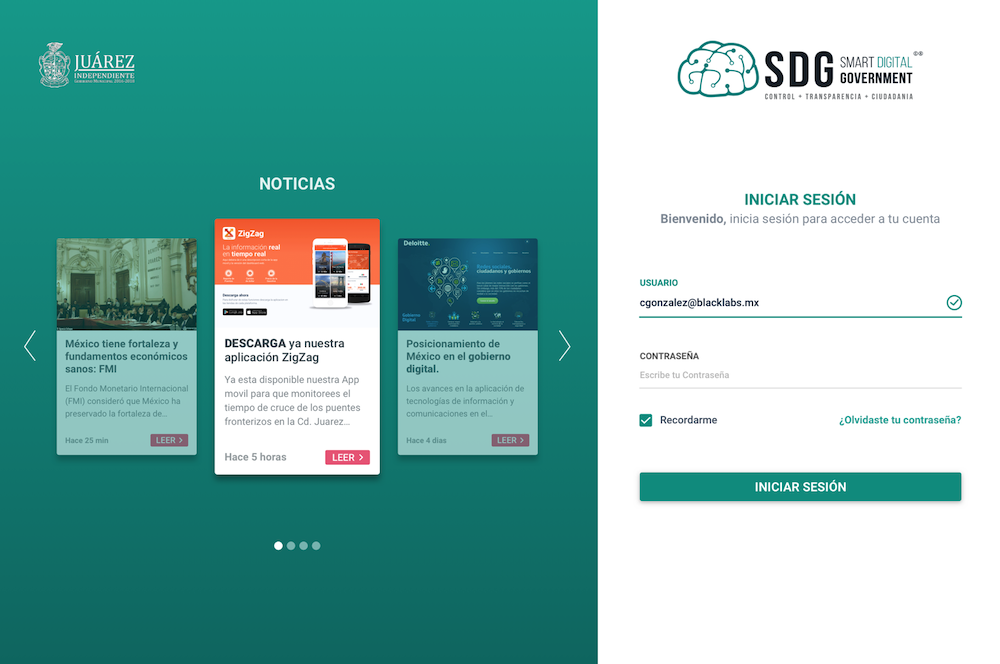 JUÁREZ
INDEPENDIENTE
NOTICIAS
México tiene fortaleza y
fundamentos económicos
sanos: FMI
El Fondo Monetario Internacional
(FMI) consideró que México ha
preservado la fortaleza de...
Hace 25 min
LEER >
ZigZag
La información real
en tiempo real
Descarga ahora
DESCARGA ya nuestra
aplicación ZigZag
Ya esta disponible nuestra App
movil para que monitorees el
tiempo de cruce de los puentes
fronterizos en la Cd. Juarez...
Hace 5 horas
LEER >
Deloitte.
Redes sociales,
ciudadanos y gobiernos
Gobierno
Digital
Posicionamiento de
México en el gobierno
digital.
Los avances en la aplicación de
tecnologías de información y
comunicaciones en el...
Hace 4 dias
LEER >
SDG SMART DIGITAL
GOVERNMENT
CONTROL + TRANSPARENCIA + CIUDADANIA
INICIAR SESIÓN
Bienvenido, inicia sesión para acceder a tu cuenta
USUARIO
cgonzalez@blacklabs.mx
CONTRASEÑA
Escribe tu Contraseña
Recordarme
¿Olvidaste tu contraseña?
INICIAR SESIÓN